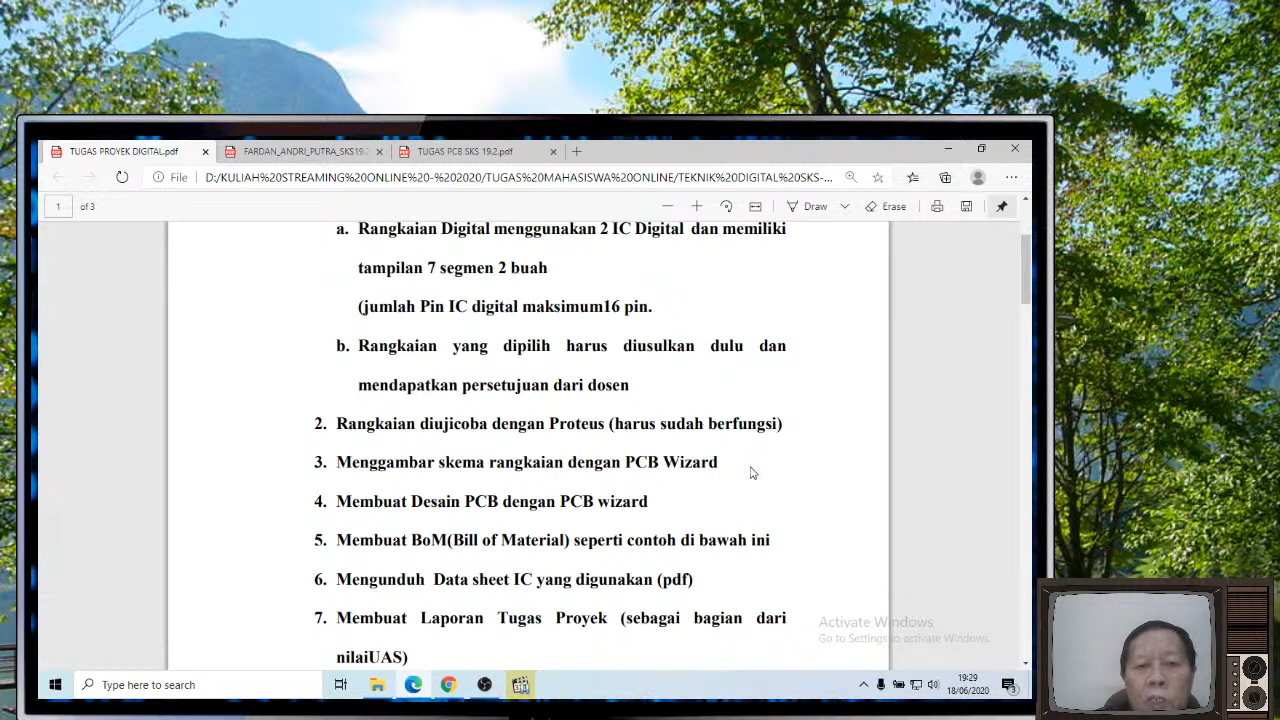 TUGAS PROYEK DIGITAL.pdf
FARDAN_ANDRI_PUTRA_SKS19.
TUGAS PCB SKS 19.2.pdf
File
D:/KULIAH%20STREAMING%20ONLINE%20-%202020/TUGAS%20MAHASISWA%20ONLINE/TEKNIK%20DIGITAL%20SKS-...
1 of 3
Draw
Erase
a. Rangkaian Digital menggunakan 2 IC Digital dan memiliki
tampilan 7 segmen 2 buah
(jumlah Pin IC digital maksimum16 pin.
b. Rangkaian yang dipilih harus diusulkan dulu dan
mendapatkan persetujuan dari dosen
2. Rangkaian diujicoba dengan Proteus (harus sudah berfungsi)
3. Menggambar skema rangkaian dengan PCB Wizard
4. Membuat Desain PCB dengan PCB wizard
5. Membuat BoM(Bill of Material) seperti contoh di bawah ini
6. Mengunduh Data sheet IC yang digunakan (pdf)
7. Membuat Laporan Tugas Proyek (sebagai bagian dari
nilaiUAS)
Activate Windows
Go to Settings to activate Windows.
Type here to search
19:29
18/06/2020
3